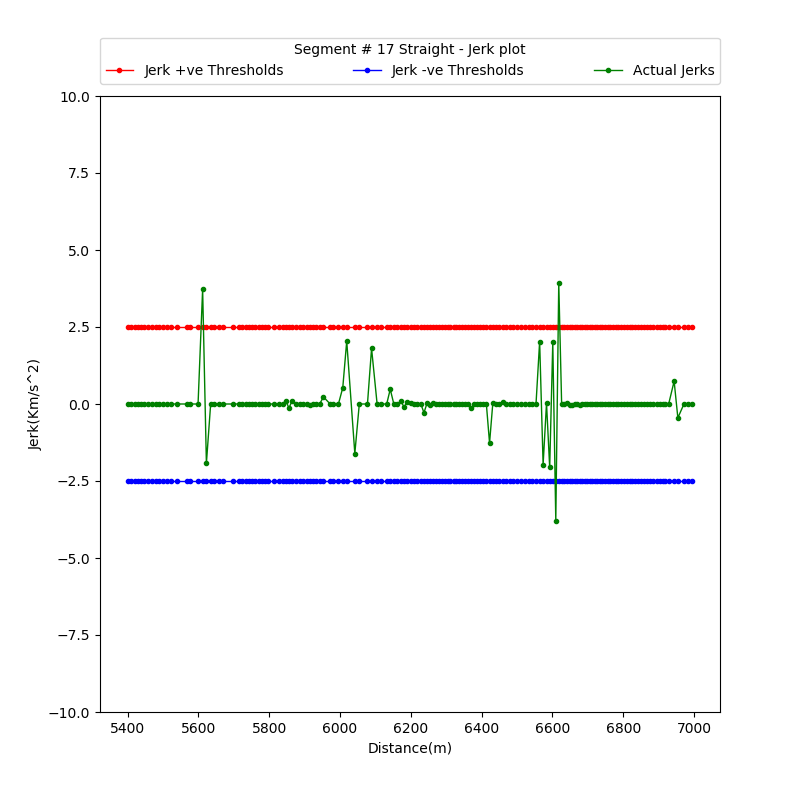 Segment # 17 Straight - Jerk plot
Jerk +ve Thresholds Jerk -ve Thresholds Actual Jerks
10.0
7.5
5.0
2.5
0.0
−2.5
−5.0
−7.5
−10.0
Jerk(Km/s^2)
5400 5600 5800 6000 6200 6400 6600 6800 7000
Distance(m)